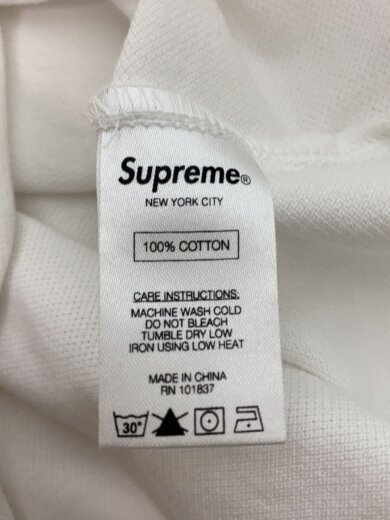 Supreme®
NEW YORK CITY
100% COTTON
CARE INSTRUCTIONS:
MACHINE WASH COLD
DO NOT BLEACH
TUMBLE DRY LOW
IRON USING LOW HEAT
MADE IN CHINA
RN 101837
30°